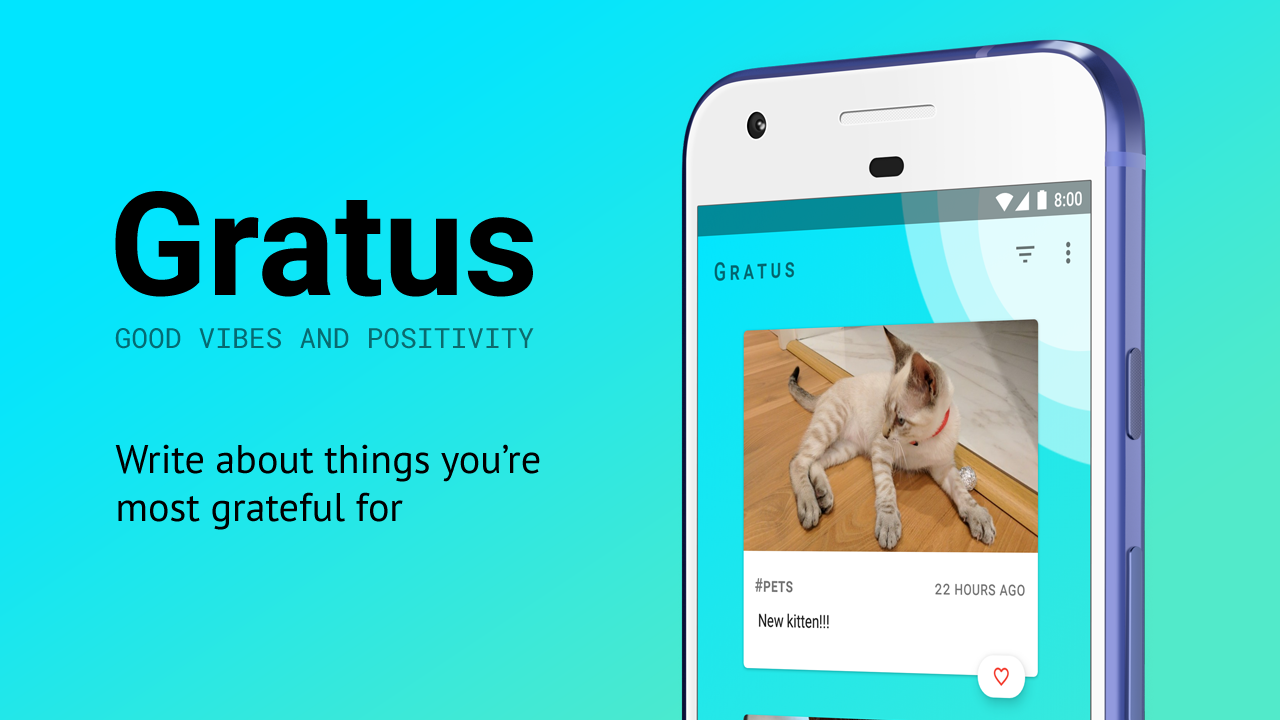 Gratus
GOOD VIBES AND POSITIVITY
Write about things you’re
most grateful for
8:00
GRATUS
#PETS
22 HOURS AGO
New kitten!!!